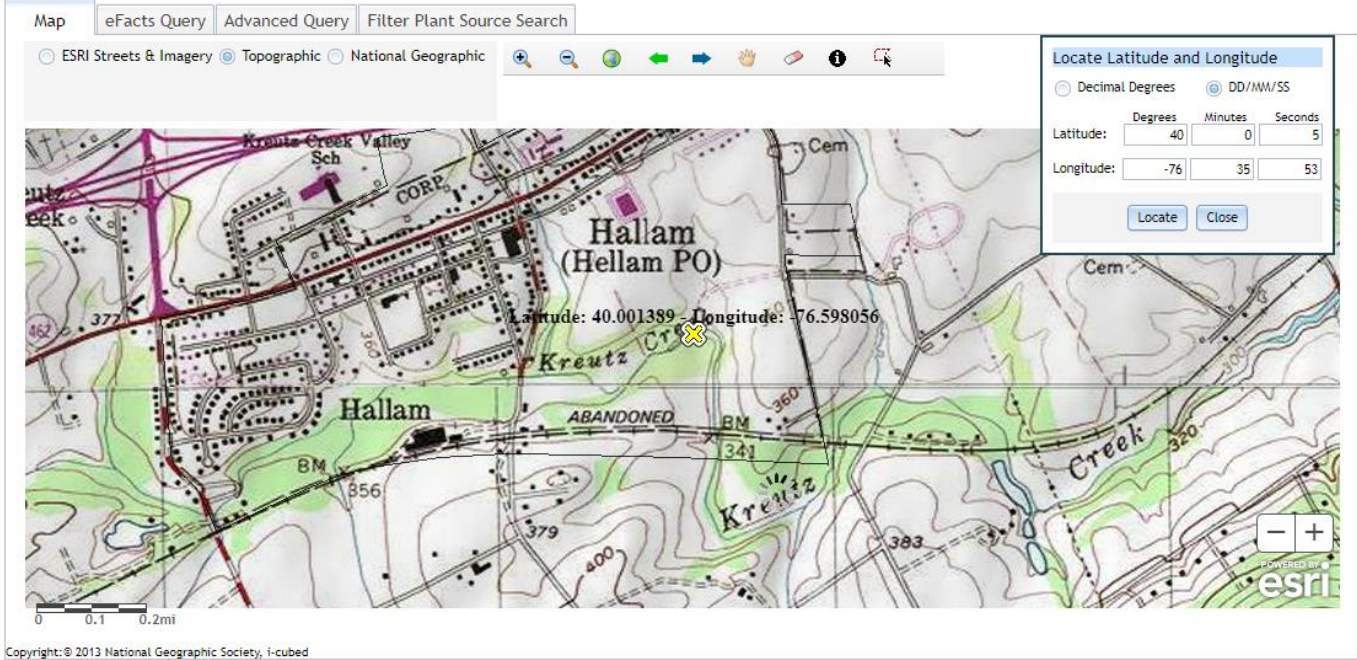 Map eFacts Query Advanced Query Filter Plant Source Search
ESRI Streets & Imagery Topographic National Geographic
Locate Latitude and Longitude
Decimal Degrees DD/MM/SS
Degrees Minutes Seconds
Latitude: 40 0 5
Longitude: -76 35 53
Locate Close
Kreutz Creek Valley
Sch
CORP
Cem
Hallam
(Hellam PO)
Cem
462
377
360
Latitude: 40.001389 - Longitude: -76.598056
Kreutz
300
Hallam
ABANDONED
BM
341
360
Creek
320
BM
356
Kreutz
379
400
383
− +
POWERED BY
esri
0 0.1 0.2mi
Copyright:© 2013 National Geographic Society, i-cubed